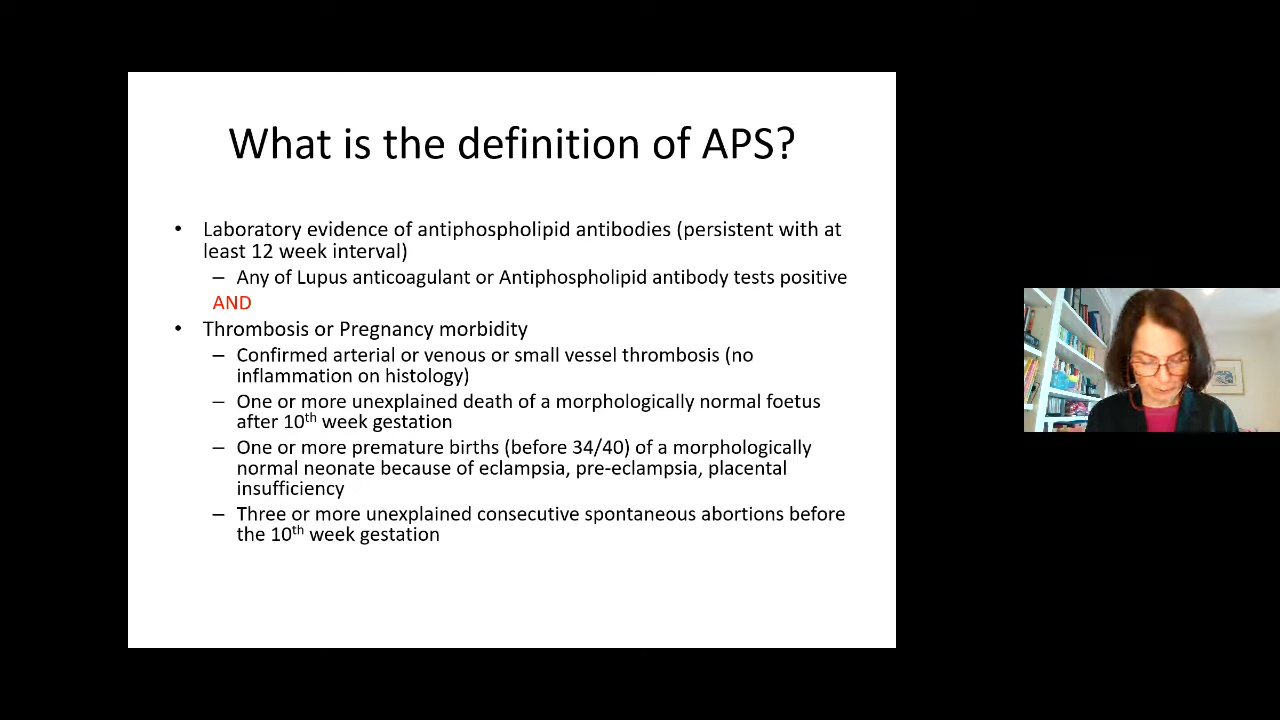 What is the definition of APS?
• Laboratory evidence of antiphospholipid antibodies (persistent with at
least 12 week interval)
– Any of Lupus anticoagulant or Antiphospholipid antibody tests positive
AND
• Thrombosis or Pregnancy morbidity
– Confirmed arterial or venous or small vessel thrombosis (no
inflammation on histology)
– One or more unexplained death of a morphologically normal foetus
after 10th week gestation
– One or more premature births (before 34/40) of a morphologically
normal neonate because of eclampsia, pre-eclampsia, placental
insufficiency
– Three or more unexplained consecutive spontaneous abortions before
the 10th week gestation